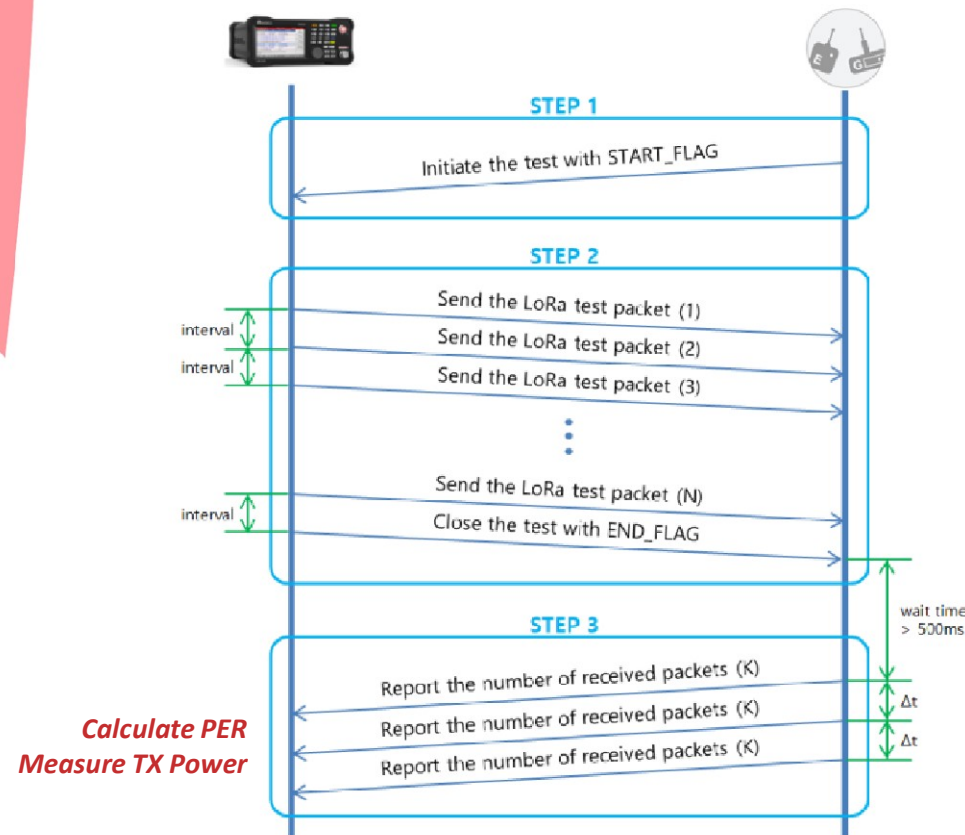 STEP 1
Initiate the test with START_FLAG
STEP 2
Send the LoRa test packet (1)
interval
Send the LoRa test packet (2)
interval
Send the LoRa test packet (3)
Send the LoRa test packet (N)
interval
Close the test with END_FLAG
wait time
> 500ms
STEP 3
Report the number of received packets (K)
Δt
Report the number of received packets (K)
Δt
Report the number of received packets (K)
Calculate PER
Measure TX Power
E
G